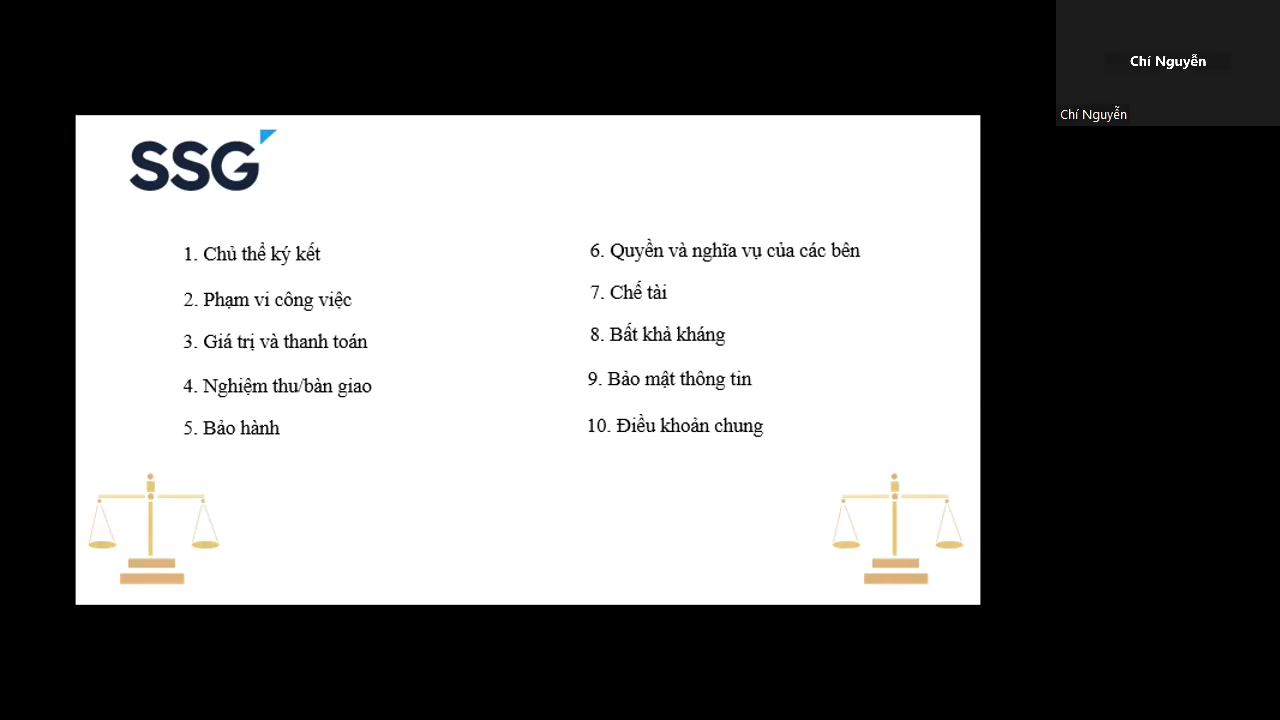 Chí Nguyễn
Chí Nguyễn
SSG
1. Chủ thể ký kết
2. Phạm vi công việc
3. Giá trị và thanh toán
4. Nghiệm thu/bàn giao
5. Bảo hành
6. Quyền và nghĩa vụ của các bên
7. Chế tài
8. Bất khả kháng
9. Bảo mật thông tin
10. Điều khoản chung